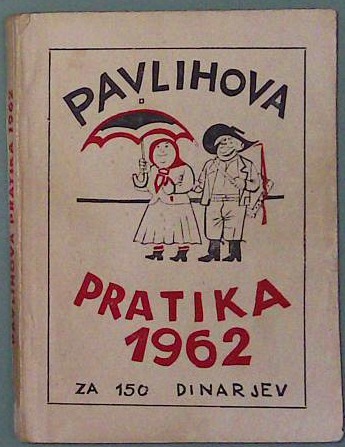 PAVLIHOVA
PRATIKA
1962
ZA 150 DINARJEV
PAVLIHOVA PRATIKA 1962